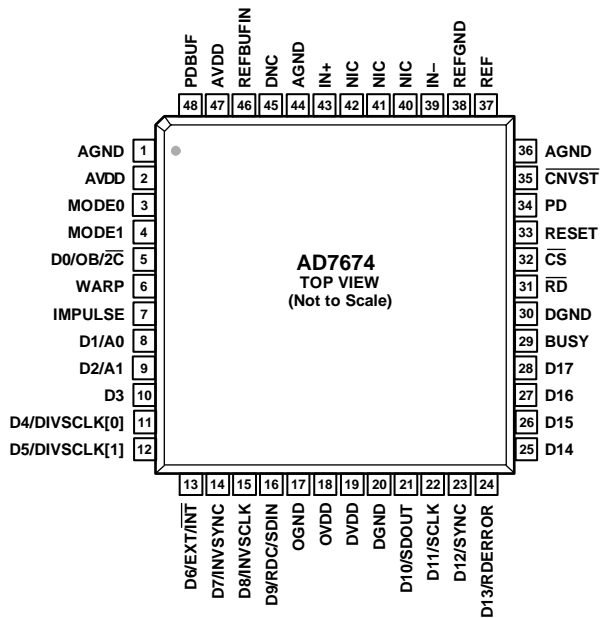 PDBUF
AVDD
REFBUFIN
DNC
AGND
IN+
NIC
NIC
NIC
IN–
REFGND
REF
48 47 46 45 44 43 42 41 40 39 38 37
AGND 1
AVDD 2
MODE0 3
MODE1 4
D0/OB/2C̅ 5
WARP 6
IMPULSE 7
D1/A0 8
D2/A1 9
D3 10
D4/DIVSCLK[0] 11
D5/DIVSCLK[1] 12
AD7674
TOP VIEW
(Not to Scale)
36 AGND
35 C̅N̅V̅S̅T̅
34 PD
33 RESET
32 C̅S̅
31 R̅D̅
30 DGND
29 BUSY
28 D17
27 D16
26 D15
25 D14
13 14 15 16 17 18 19 20 21 22 23 24
D6/EXT/I̅N̅T̅
D7/INVSYNC
D8/INVSCLK
D9/RDC/SDIN
OGND
OVDD
DVDD
DGND
D10/SDOUT
D11/SCLK
D12/SYNC
D13/RDERROR